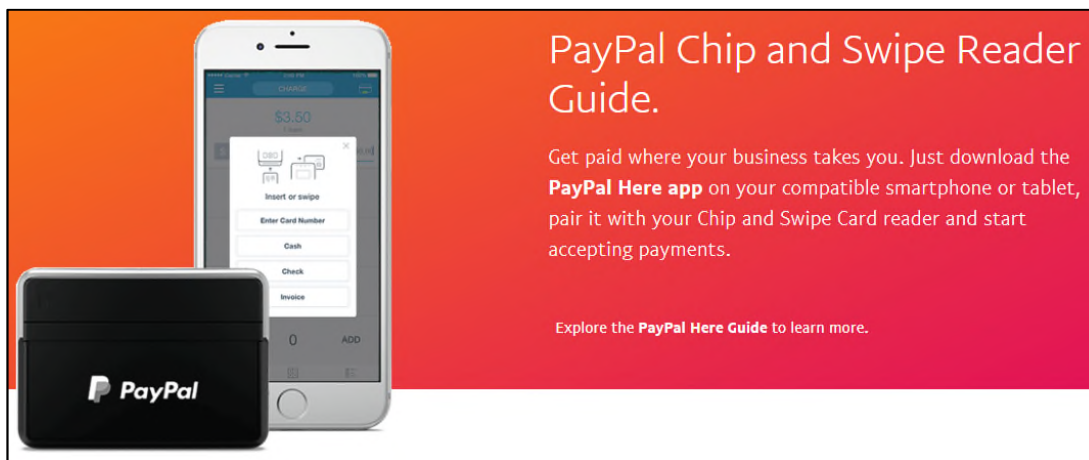 PayPal Chip and Swipe Reader
Guide.
Get paid where your business takes you. Just download the
PayPal Here app on your compatible smartphone or tablet,
pair it with your Chip and Swipe Card reader and start
accepting payments.
Explore the PayPal Here Guide to learn more.
100%
CHARGE
$3.50
1 item
Insert or swipe
Enter Card Number
Cash
Check
Invoice
0
ADD
PayPal